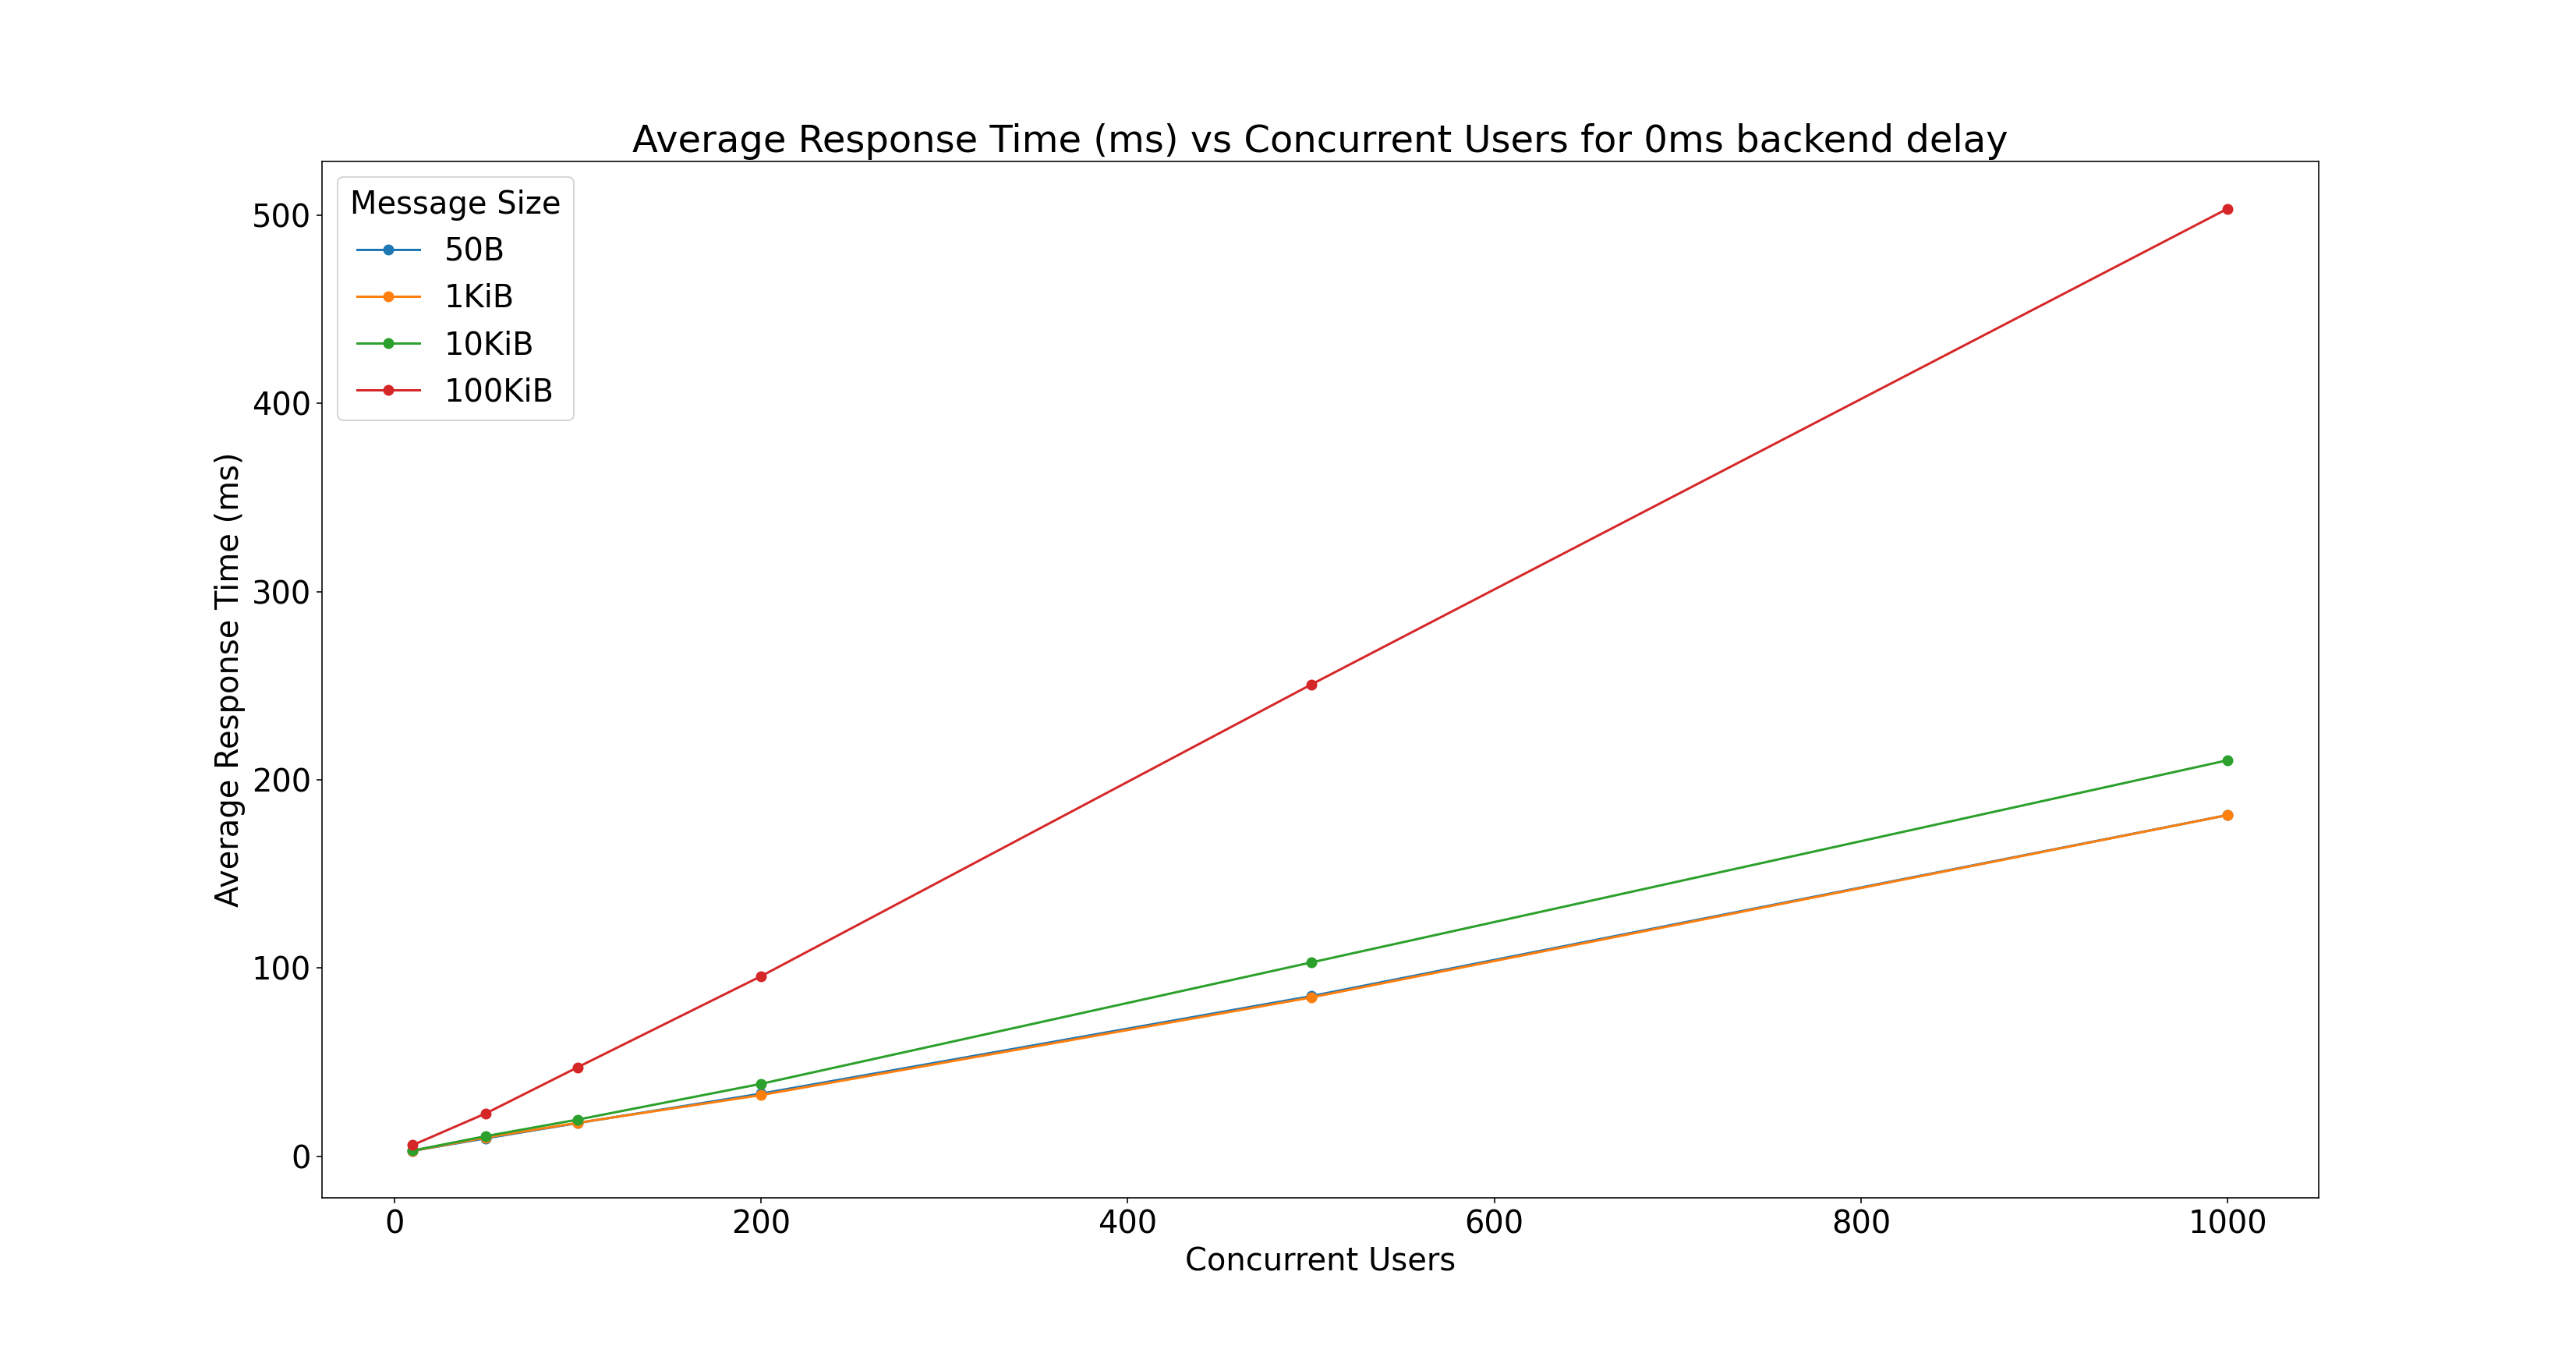 Average Response Time (ms) vs Concurrent Users for 0ms backend delay
Message Size
50B
1KiB
10KiB
100KiB
Average Response Time (ms)
500
400
300
200
100
0
0 200 400 600 800 1000
Concurrent Users